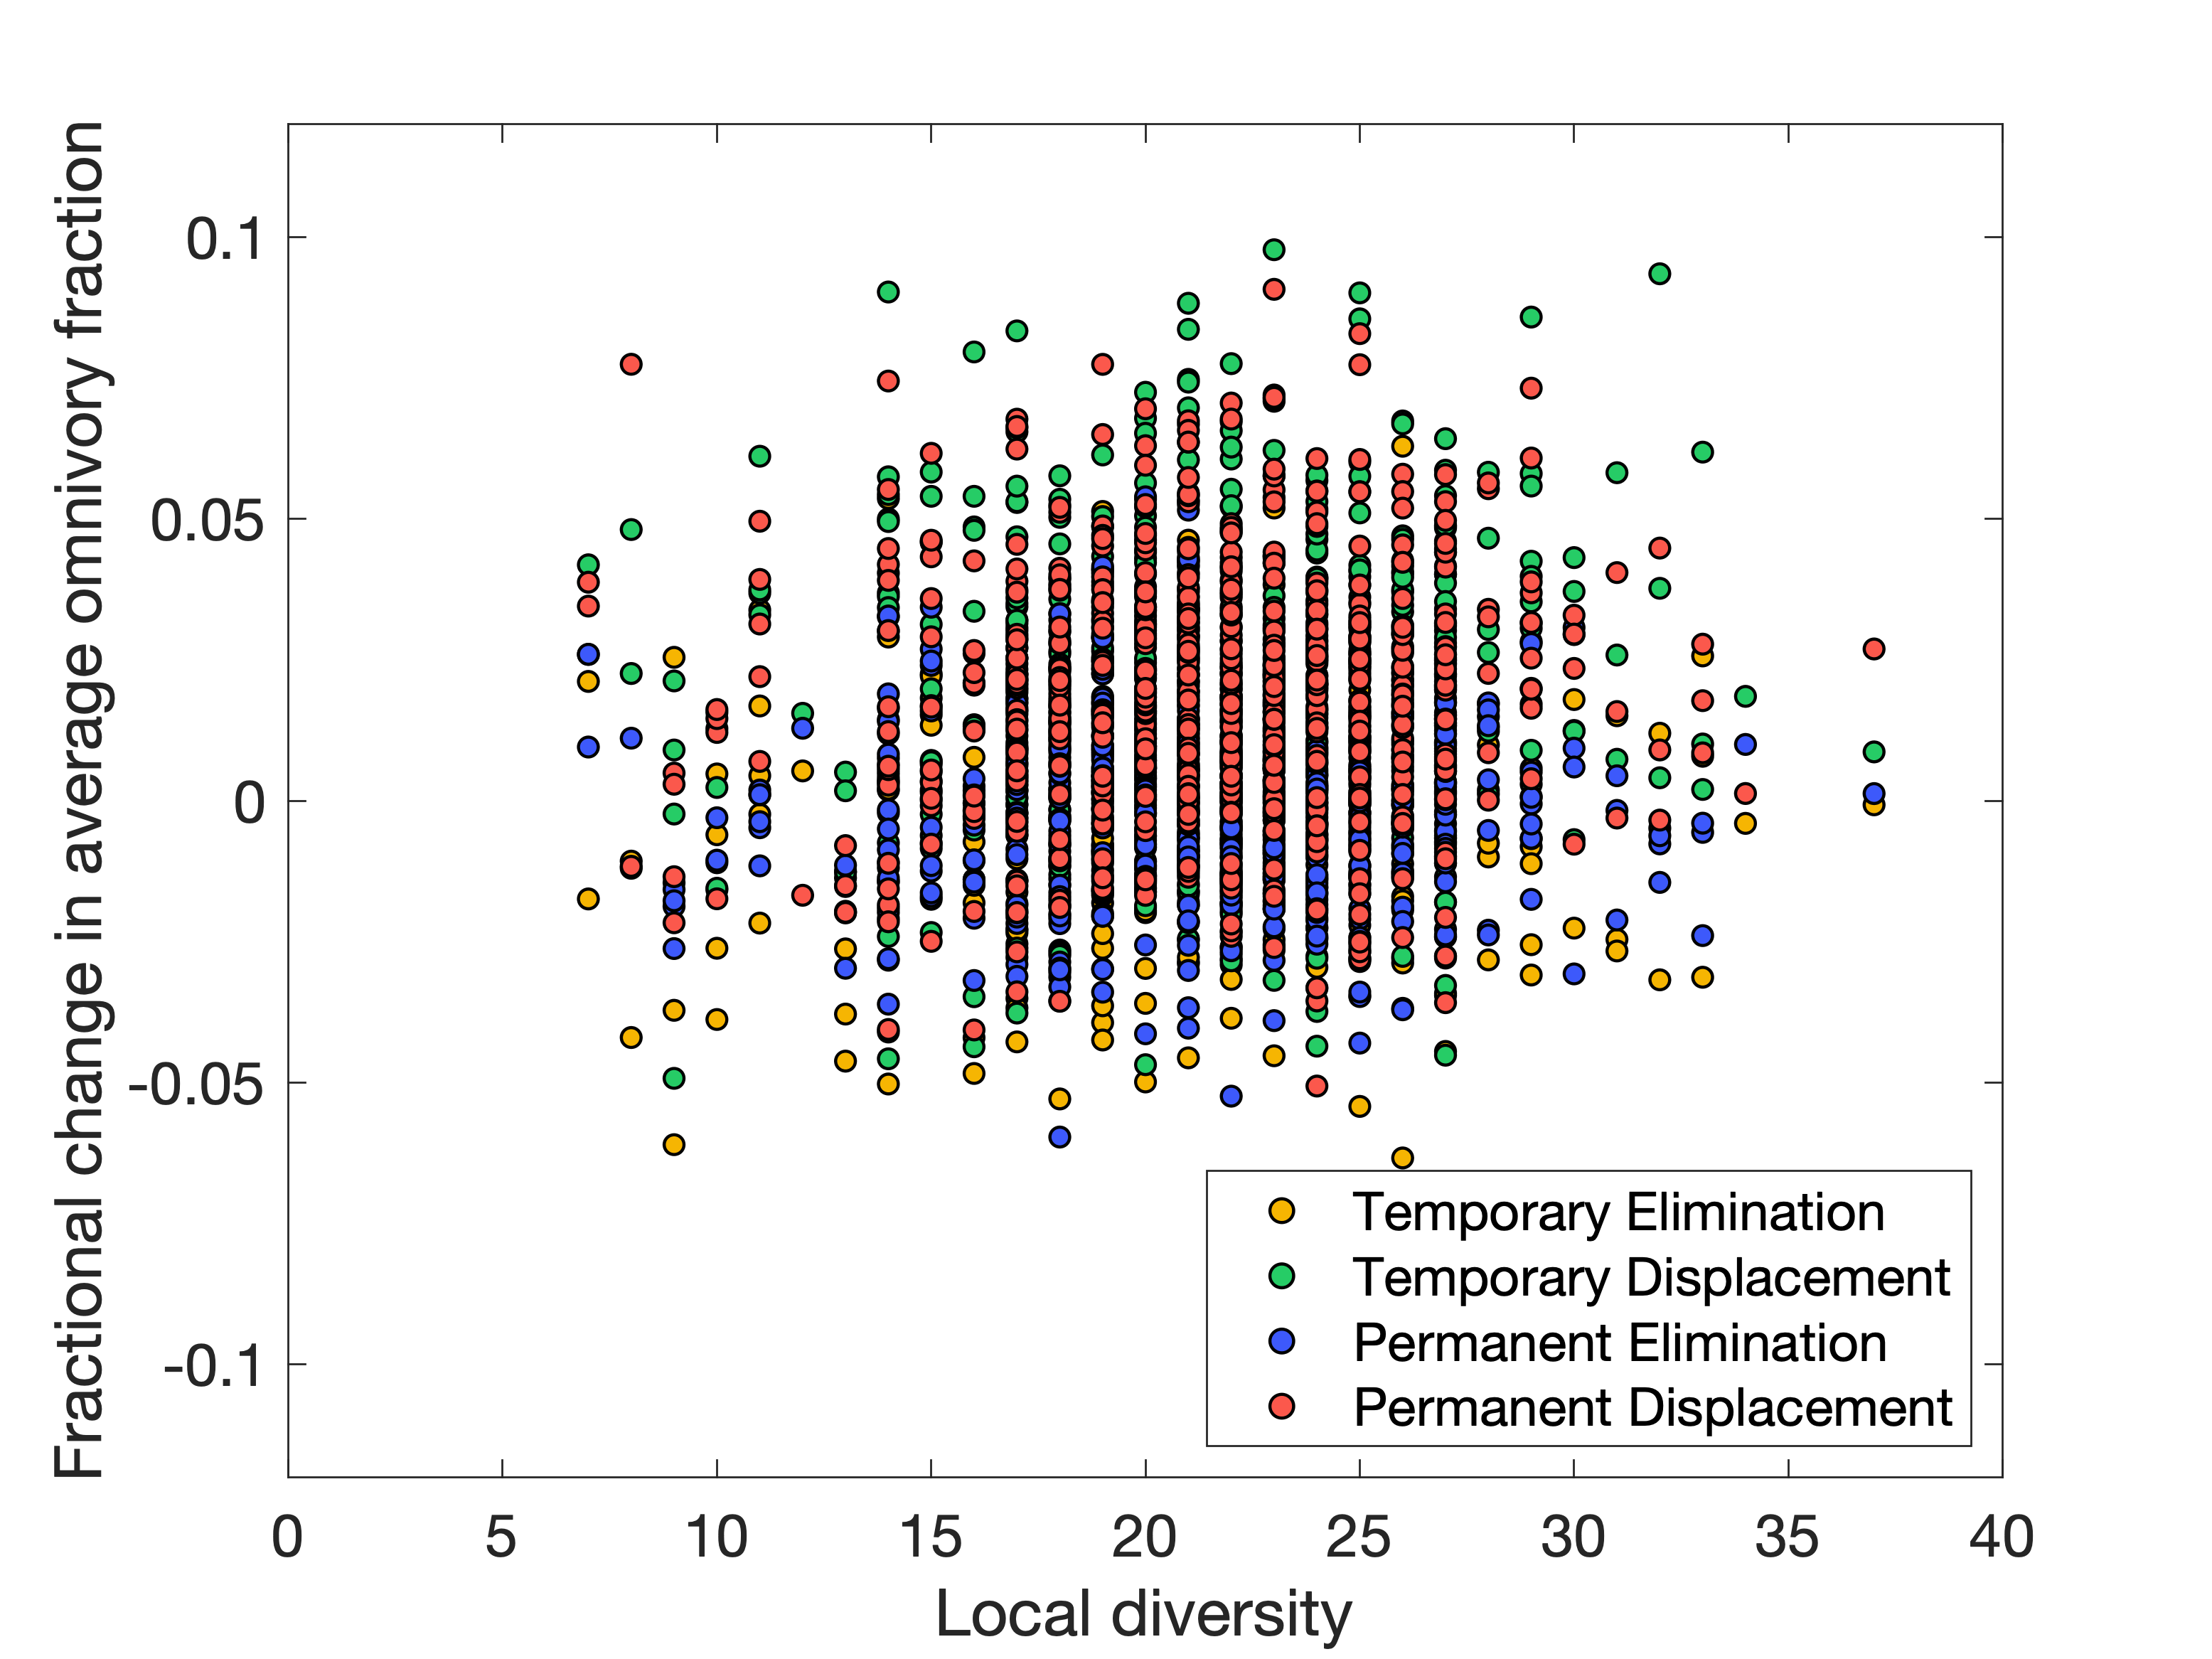 Fractional change in average omnivory fraction
0.1
0.05
0
-0.05
-0.1
0 5 10 15 20 25 30 35 40
Local diversity
Temporary Elimination
Temporary Displacement
Permanent Elimination
Permanent Displacement